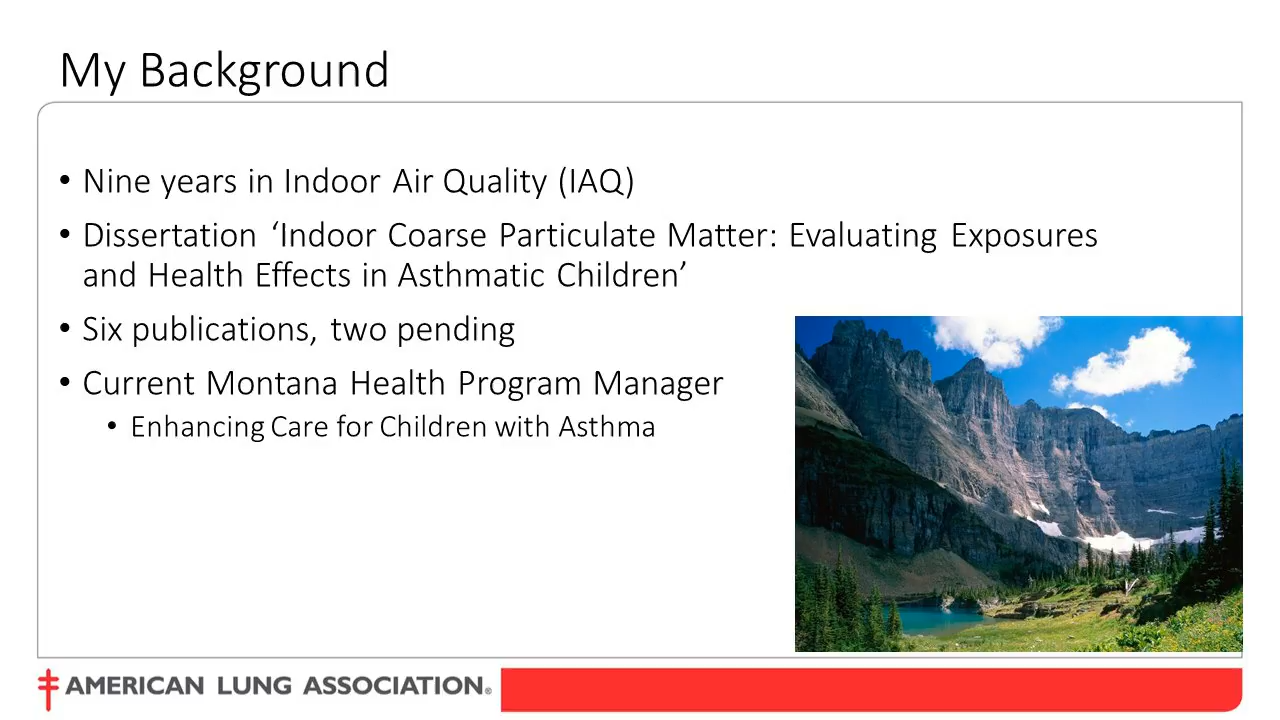 My Background
• Nine years in Indoor Air Quality (IAQ)
• Dissertation ‘Indoor Coarse Particulate Matter: Evaluating Exposures
and Health Effects in Asthmatic Children’
• Six publications, two pending
• Current Montana Health Program Manager
• Enhancing Care for Children with Asthma
AMERICAN LUNG ASSOCIATION®